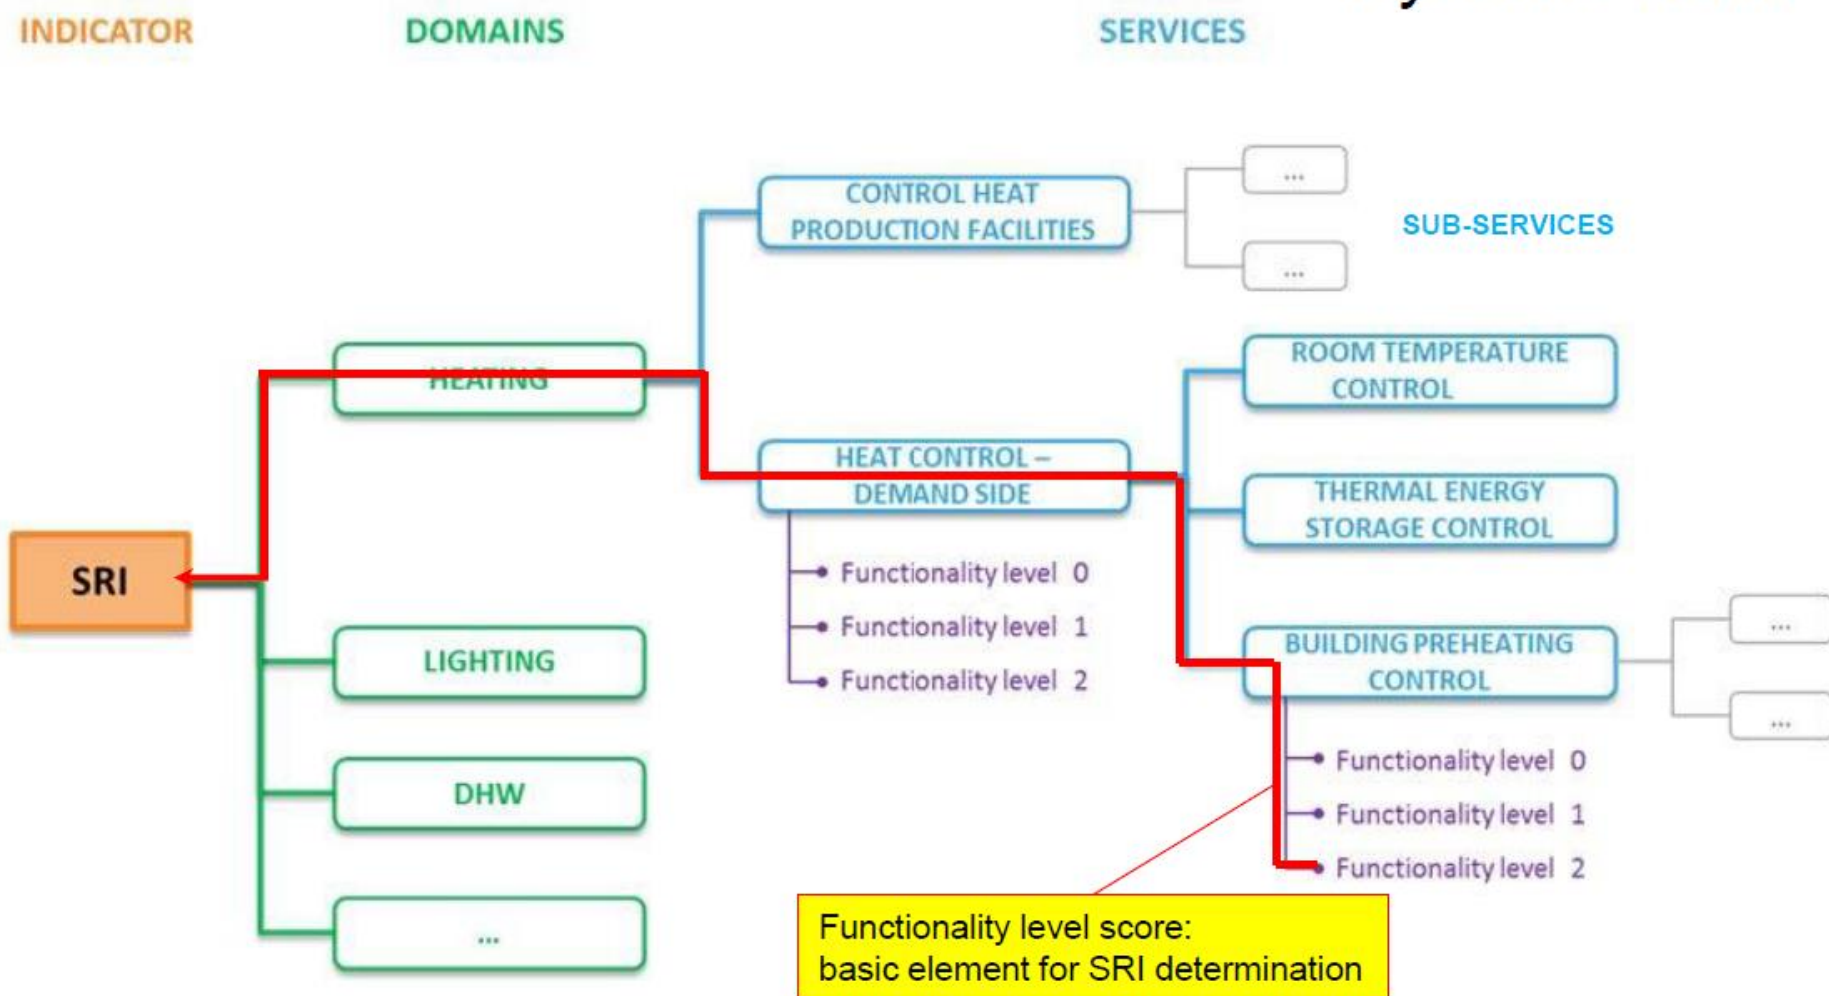 INDICATOR
DOMAINS
SERVICES
CONTROL HEAT
PRODUCTION FACILITIES
...
...
SUB-SERVICES
HEATING
ROOM TEMPERATURE
CONTROL
HEAT CONTROL –
DEMAND SIDE
THERMAL ENERGY
STORAGE CONTROL
Functionality level 0
Functionality level 1
Functionality level 2
SRI
LIGHTING
BUILDING PREHEATING
CONTROL
...
...
DHW
Functionality level 0
Functionality level 1
Functionality level 2
...
Functionality level score:
basic element for SRI determination